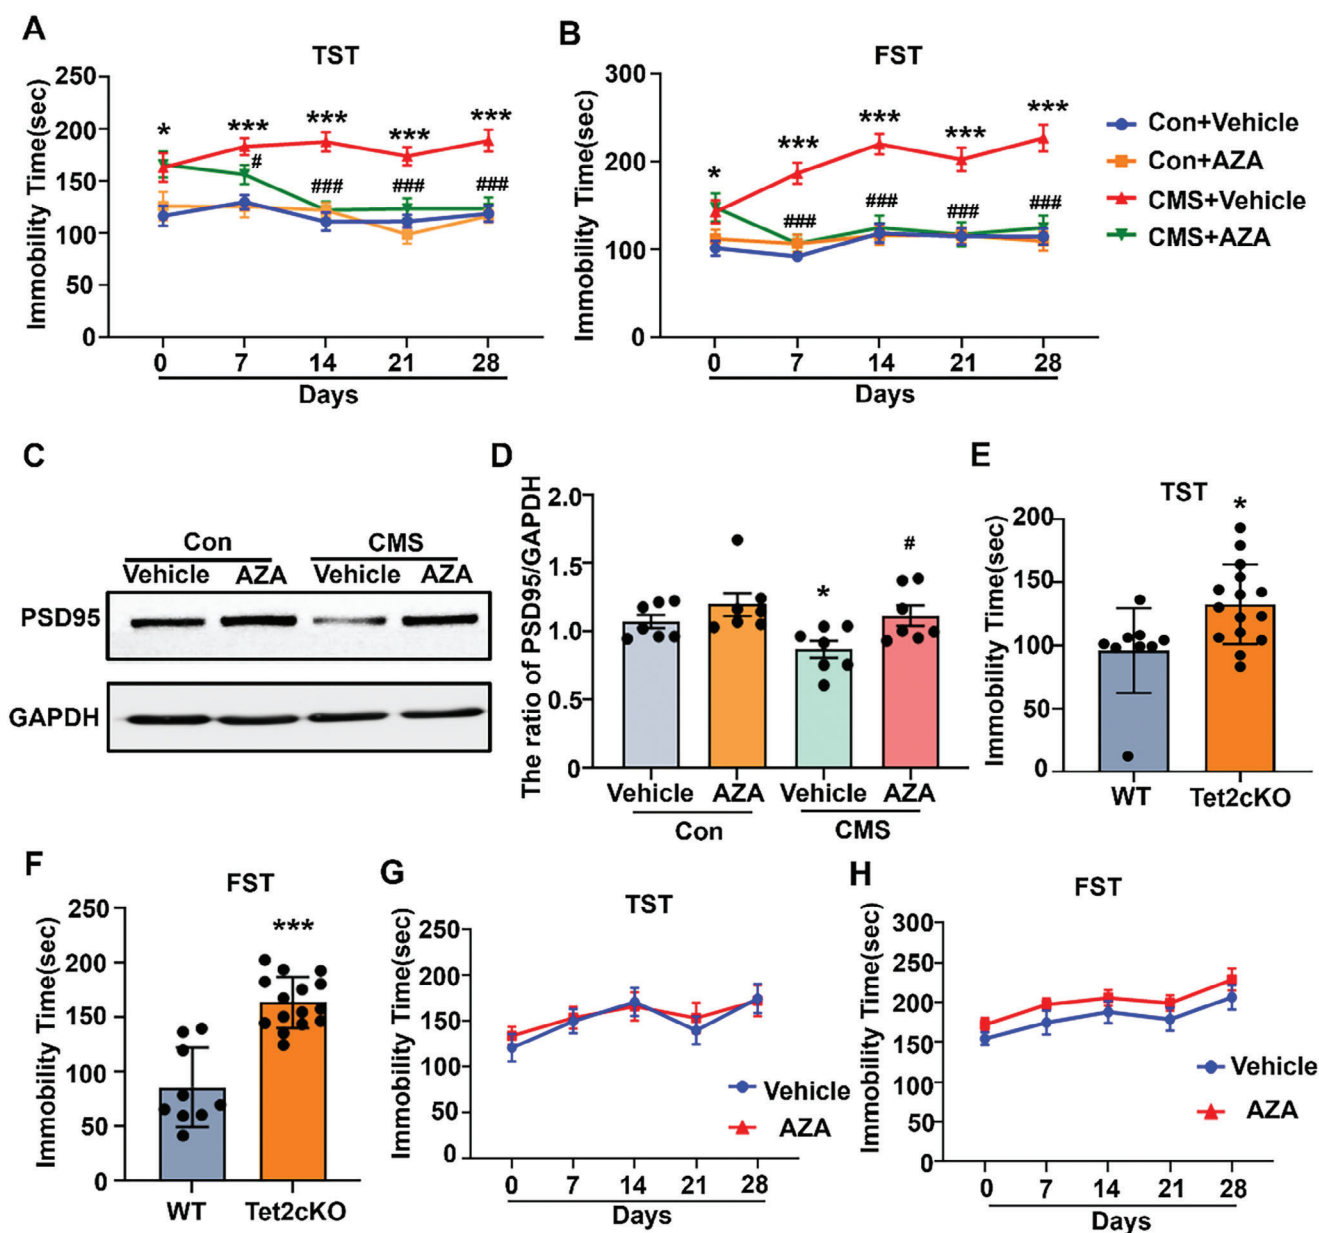 A
TST
Immobility Time(sec)
250
200
150
100
50
0
* *** *** *** ***
# ### ### ###
0 7 14 21 28
Days
B
FST
Immobility Time(sec)
300
200
100
0
* *** *** *** ***
### ### ### ###
0 7 14 21 28
Days
Con+Vehicle
Con+AZA
CMS+Vehicle
CMS+AZA
C
Con CMS
Vehicle AZA Vehicle AZA
PSD95
GAPDH
D
The ratio of PSD95/GAPDH
2.0
1.5
1.0
0.5
0
* #
Vehicle AZA Vehicle AZA
Con CMS
E
TST
Immobility Time(sec)
200
150
100
50
0
*
WT Tet2cKO
F
FST
Immobility Time(sec)
250
200
150
100
50
0
***
WT Tet2cKO
G
TST
Immobility Time(sec)
250
200
150
100
50
0
0 7 14 21 28
Days
Vehicle
AZA
H
FST
Immobility Time(sec)
300
250
200
150
100
50
0
0 7 14 21 28
Days
Vehicle
AZA